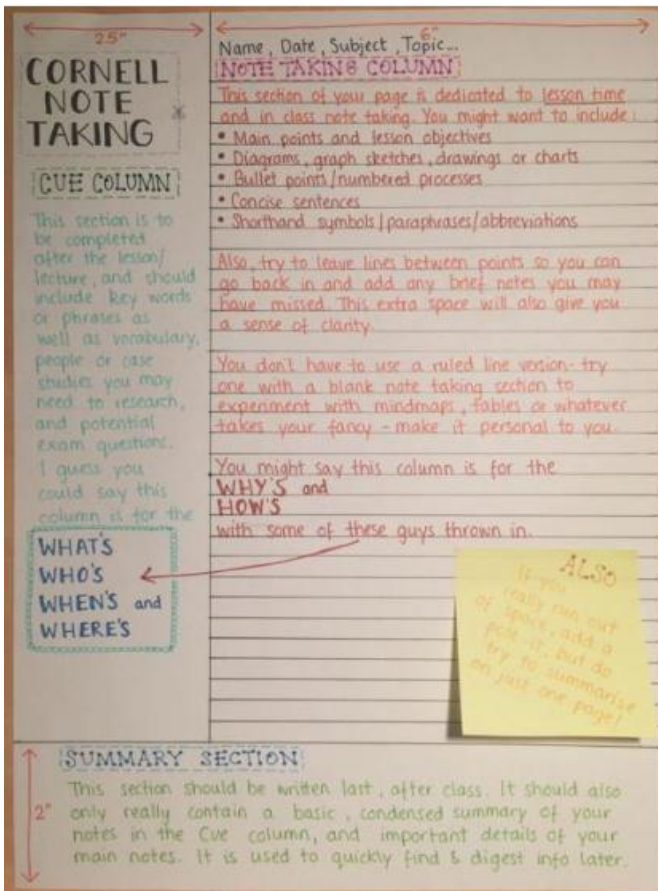 2.5"
6"
CORNELL
NOTE
TAKING
CUE COLUMN
This section is to
be completed
after the lesson/
lecture, and should
include key words
or phrases as
well as vocabulary,
people or case
studies you may
need to research,
and potential
exam questions.
I guess you
could say this
column is for the
WHAT'S
WHO'S
WHEN'S and
WHERE'S
Name, Date, Subject, Topic...
NOTE TAKING COLUMN
This section of your page is dedicated to lesson time
and in class note taking. You might want to include:
• Main points and lesson objectives
• Diagrams, graph sketches, drawings or charts
• Bullet points/numbered processes
• Concise sentences
• Shorthand symbols/paraphrases/abbreviations
Also, try to leave lines between points so you can
go back in and add any brief notes you may
have missed. This extra space will also give you
a sense of clarity.
You don't have to use a ruled line version- try
one with a blank note taking section to
experiment with mindmaps, tables or whatever
takes your fancy - make it personal to you.
You might say this column is for the
WHY'S and
HOW'S
with some of these guys thrown in.
ALSO
If you
really run out
of space, add a
post-it, but do
try to summarise
on just one page!
SUMMARY SECTION
2"
This section should be written last, after class. It should also
only really contain a basic, condensed summary of your
notes in the Cue column, and important details of your
main notes. It is used to quickly find & digest info later.